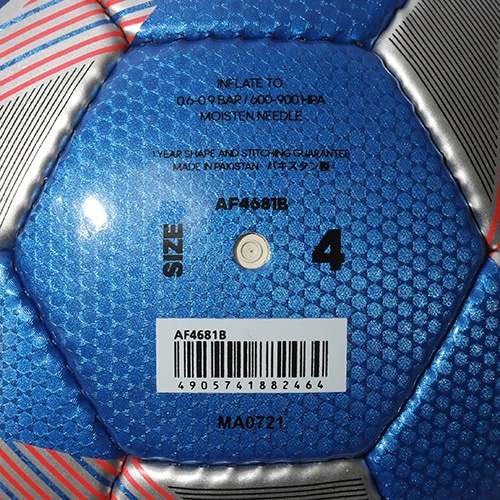 INFLATE TO
0.6-0.9 BAR / 600-900 HPA
MOISTEN NEEDLE
1 YEAR SHAPE AND STITCHING GUARANTEE
MADE IN PAKISTAN パキスタン製
AF4681B
SIZE 4
AF4681B
4905741882464
MA0721